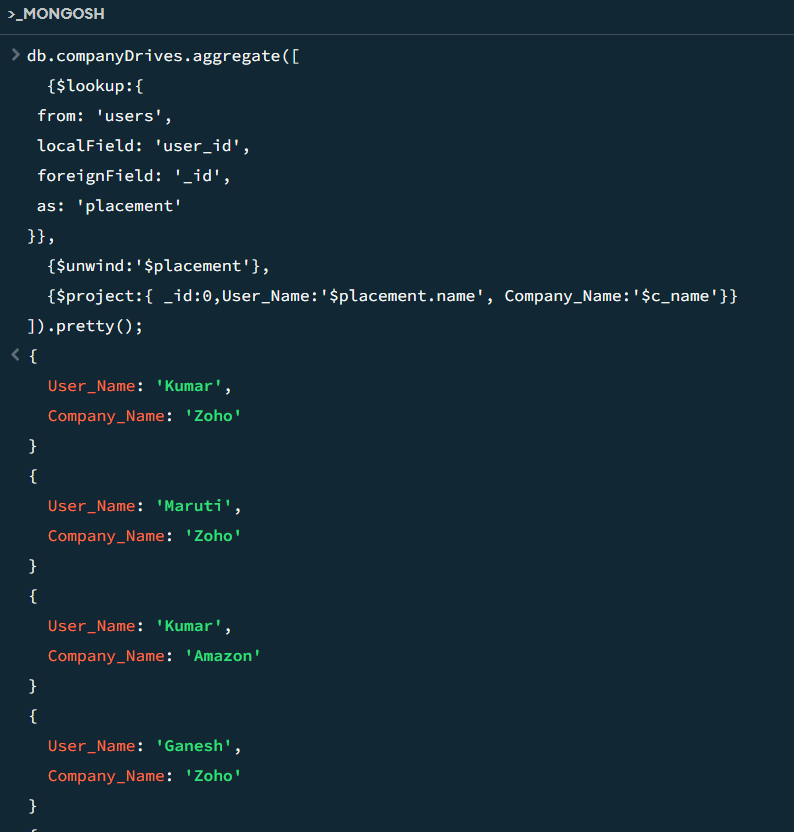 >_MONGOSH
> db.companyDrives.aggregate([
{$lookup:{
from: 'users',
localField: 'user_id',
foreignField: '_id',
as: 'placement'
}},
{$unwind:'$placement'},
{$project:{ _id:0,User_Name:'$placement.name', Company_Name:'$c_name'}}
]).pretty();
< {
User_Name: 'Kumar',
Company_Name: 'Zoho'
}
{
User_Name: 'Maruti',
Company_Name: 'Zoho'
}
{
User_Name: 'Kumar',
Company_Name: 'Amazon'
}
{
User_Name: 'Ganesh',
Company_Name: 'Zoho'
}